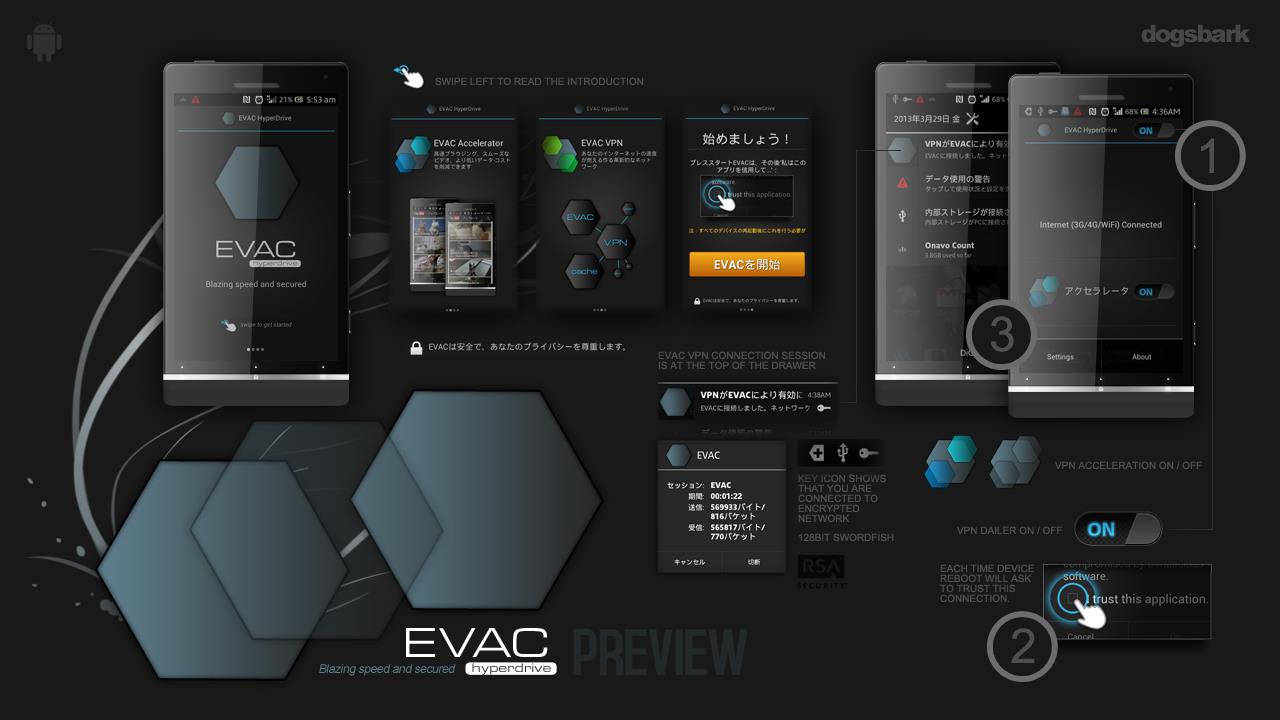 dogsbark
SWIPE LEFT TO READ THE INTRODUCTION
21% 5:53 am
EVAC HyperDrive
EVAC
hyperdrive
Blazing speed and secured
swipe to get started
EVAC HyperDrive
EVAC Accelerator
高速ブラウジング、スムーズな
ビデオ、より低いデータ コスト
を削減できます
EVAC HyperDrive
EVAC VPN
あなたのインターネットの速度
が燃える作る革新的なネット
ワーク
EVAC
VPN
cache
EVAC HyperDrive
始めましょう！
プレススタートEVACは、その後'私はこの
アプリを信用して...'：
software.
I trust this application.
Cancel
注：すべてのデバイスの再起動後にこれを行う必要が
EVACを開始
EVACは安全で、あなたのプライバシーを尊重します。
EVACは安全で、あなたのプライバシーを尊重します。
68%
2013年3月29日 金
VPNがEVACにより有効
EVACに接続しました。ネット
データ使用の警告
タップして使用状況と設定を
内部ストレージが接続さ
内部ストレージがPCに接続さ
Onavo Count
3.8GB used so far
68% 4:36AM
EVAC HyperDrive
ON
1
Internet (3G/4G/WiFi) Connected
アクセラレータ
ON
3
Settings
About
EVAC VPN CONNECTION SESSION
IS AT THE TOP OF THE DRAWER
VPNがEVACにより有効に 4:38AM
EVACに接続しました。ネットワーク
データ使用の警告
EVAC
セッション: EVAC
期間: 00:01:22
送信: 569933バイト/
816パケット
受信: 565817バイト/
770パケット
キャンセル
切断
KEY ICON SHOWS
THAT YOU ARE
CONNECTED TO
ENCRYPTED
NETWORK
128BIT SWORDFISH
RSA
SECURITY
VPN ACCELERATION ON / OFF
VPN DAILER ON / OFF
ON
EACH TIME DEVICE
REBOOT WILL ASK
TO TRUST THIS
CONNECTION.
compromised by a malicious
software.
I trust this application.
Cancel
2
EVAC
hyperdrive
Blazing speed and secured
PREVIEW